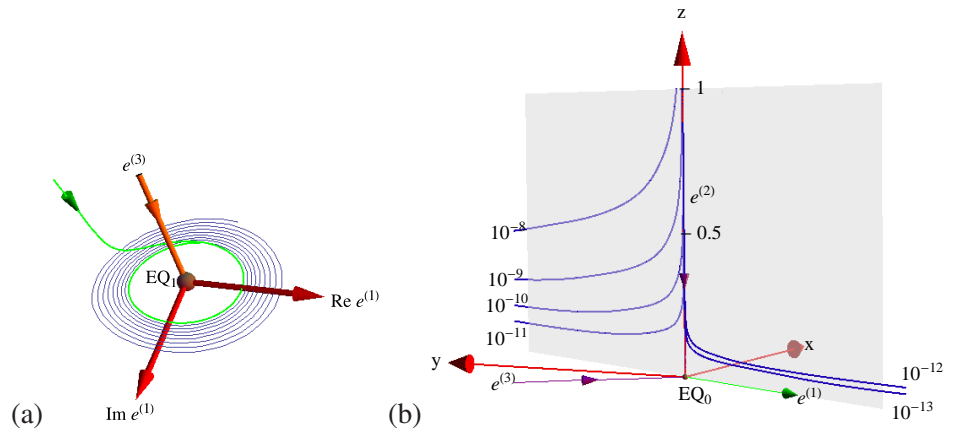 e⁽³⁾
EQ₁
Re e⁽¹⁾
Im e⁽¹⁾
(a)
z
1
e⁽²⁾
10⁻⁸
0.5
10⁻⁹
10⁻¹⁰
10⁻¹¹
y
x
e⁽³⁾
EQ₀
e⁽¹⁾
10⁻¹²
10⁻¹³
(b)